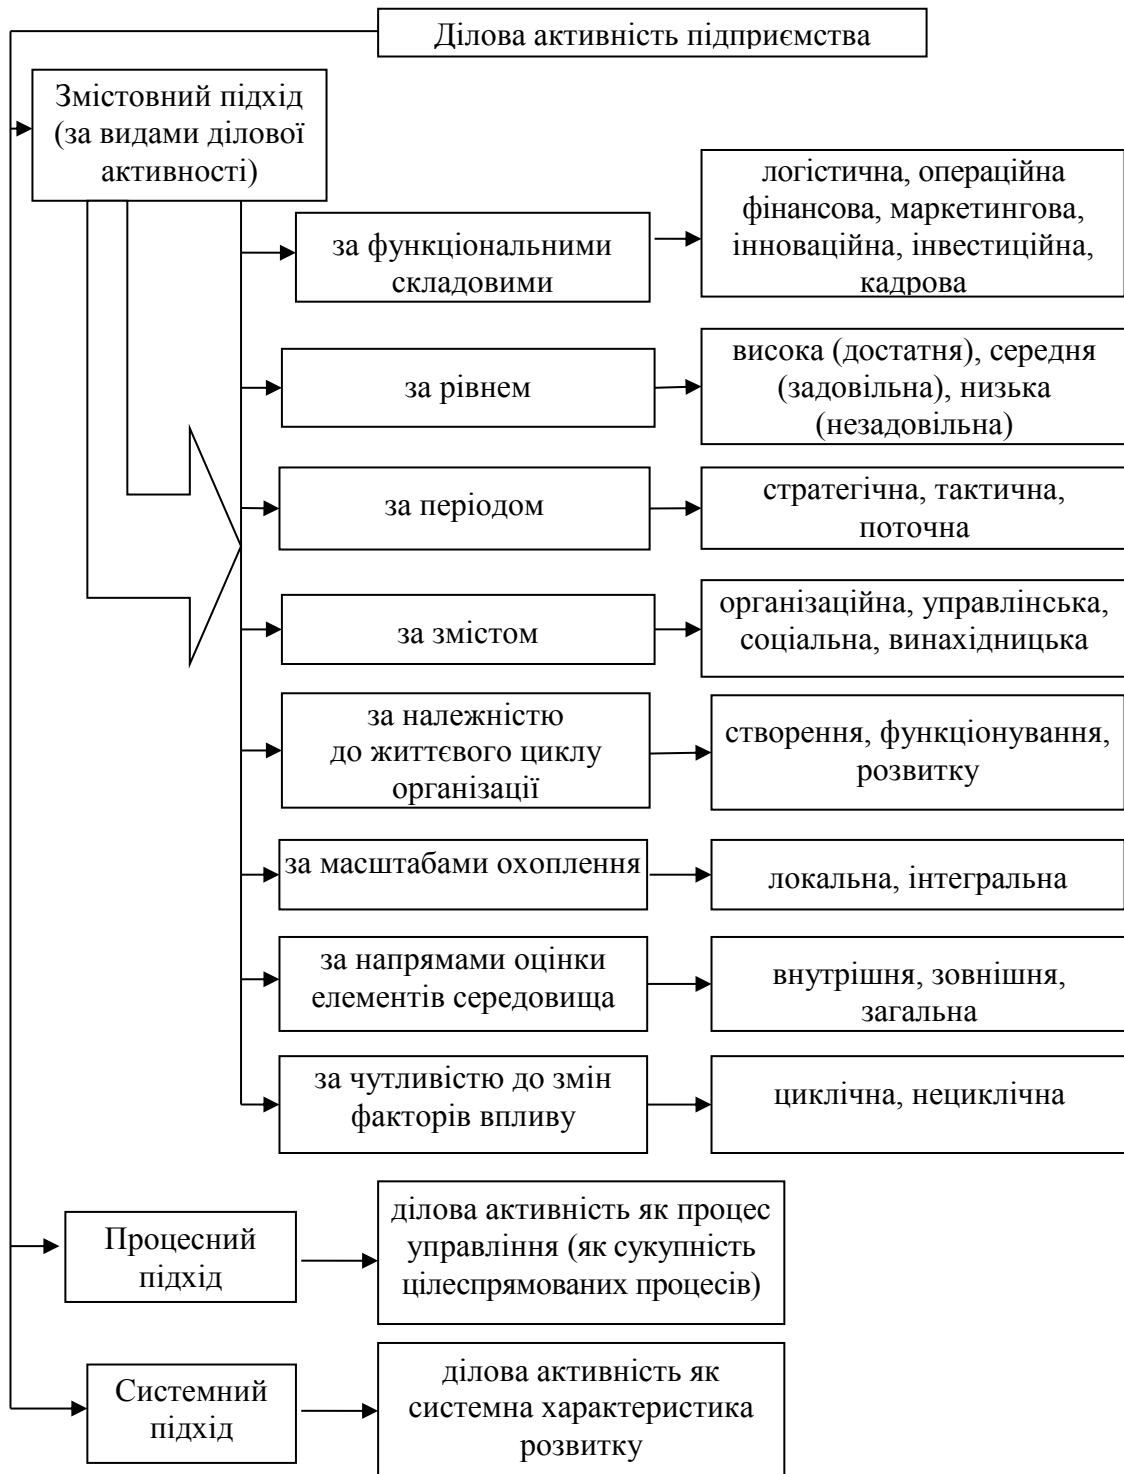 Ділова активність підприємства
Змістовний підхід
(за видами ділової
активності)
за функціональними
складовими
логістична, операційна
фінансова, маркетингова,
інноваційна, інвестиційна,
кадрова
за рівнем
висока (достатня), середня
(задовільна), низька
(незадовільна)
за періодом
стратегічна, тактична,
поточна
за змістом
організаційна, управлінська,
соціальна, винахідницька
за належністю
до життєвого циклу
організації
створення, функціонування,
розвитку
за масштабами охоплення
локальна, інтегральна
за напрямами оцінки
елементів середовища
внутрішня, зовнішня,
загальна
за чутливістю до змін
факторів впливу
циклічна, нециклічна
Процесний
підхід
ділова активність як процес
управління (як сукупність
цілеспрямованих процесів)
Системний
підхід
ділова активність як
системна характеристика
розвитку